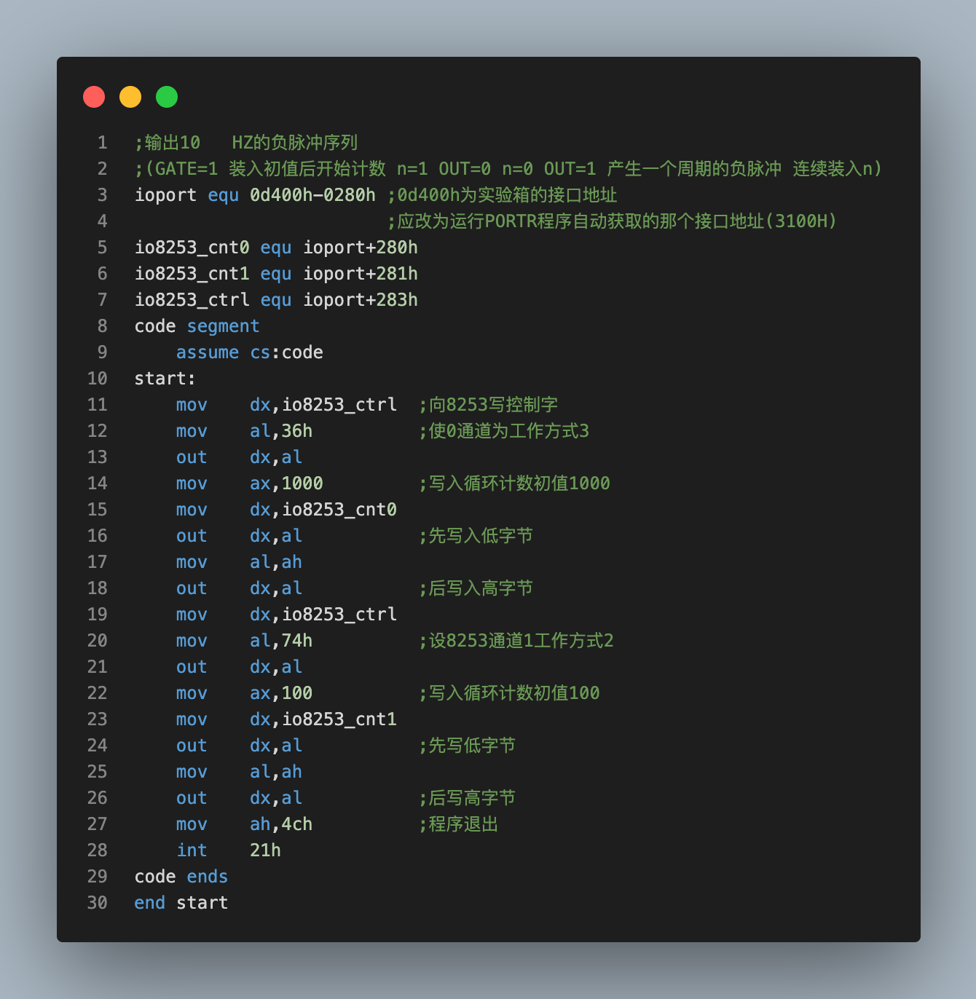 1 ;输出10   HZ的负脉冲序列
2 ;(GATE=1 装入初值后开始计数 n=1 OUT=0 n=0 OUT=1 产生一个周期的负脉冲 连续装入n)
3 ioport equ 0d400h-0280h ;0d400h为实验箱的接口地址
4                         ;应改为运行PORTR程序自动获取的那个接口地址(3100H)
5 io8253_cnt0 equ ioport+280h
6 io8253_cnt1 equ ioport+281h
7 io8253_ctrl equ ioport+283h
8 code segment
9     assume cs:code
10 start:
11     mov    dx,io8253_ctrl  ;向8253写控制字
12     mov    al,36h          ;使0通道为工作方式3
13     out    dx,al
14     mov    ax,1000         ;写入循环计数初值1000
15     mov    dx,io8253_cnt0
16     out    dx,al           ;先写入低字节
17     mov    al,ah
18     out    dx,al           ;后写入高字节
19     mov    dx,io8253_ctrl
20     mov    al,74h          ;设8253通道1工作方式2
21     out    dx,al
22     mov    ax,100          ;写入循环计数初值100
23     mov    dx,io8253_cnt1
24     out    dx,al           ;先写低字节
25     mov    al,ah
26     out    dx,al           ;后写高字节
27     mov    ah,4ch          ;程序退出
28     int    21h
29 code ends
30 end start